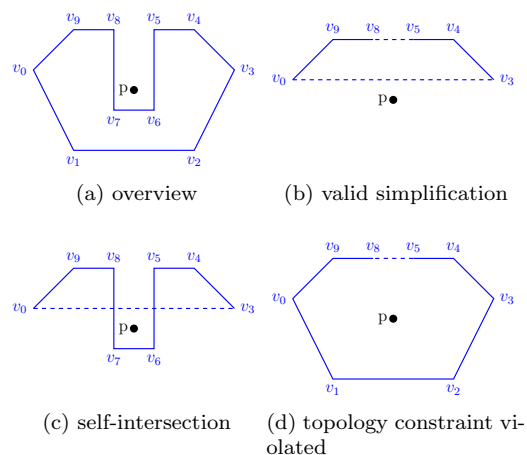 v9 v8 v5 v4
v0 p v3
v7 v6
v1 v2
(a) overview
v9 v8 v5 v4
v0 v3
p
(b) valid simplification
v9 v8 v5 v4
v0 v3
p
v7 v6
(c) self-intersection
v9 v8 v5 v4
v0 v3
p
v1 v2
(d) topology constraint vi-
olated